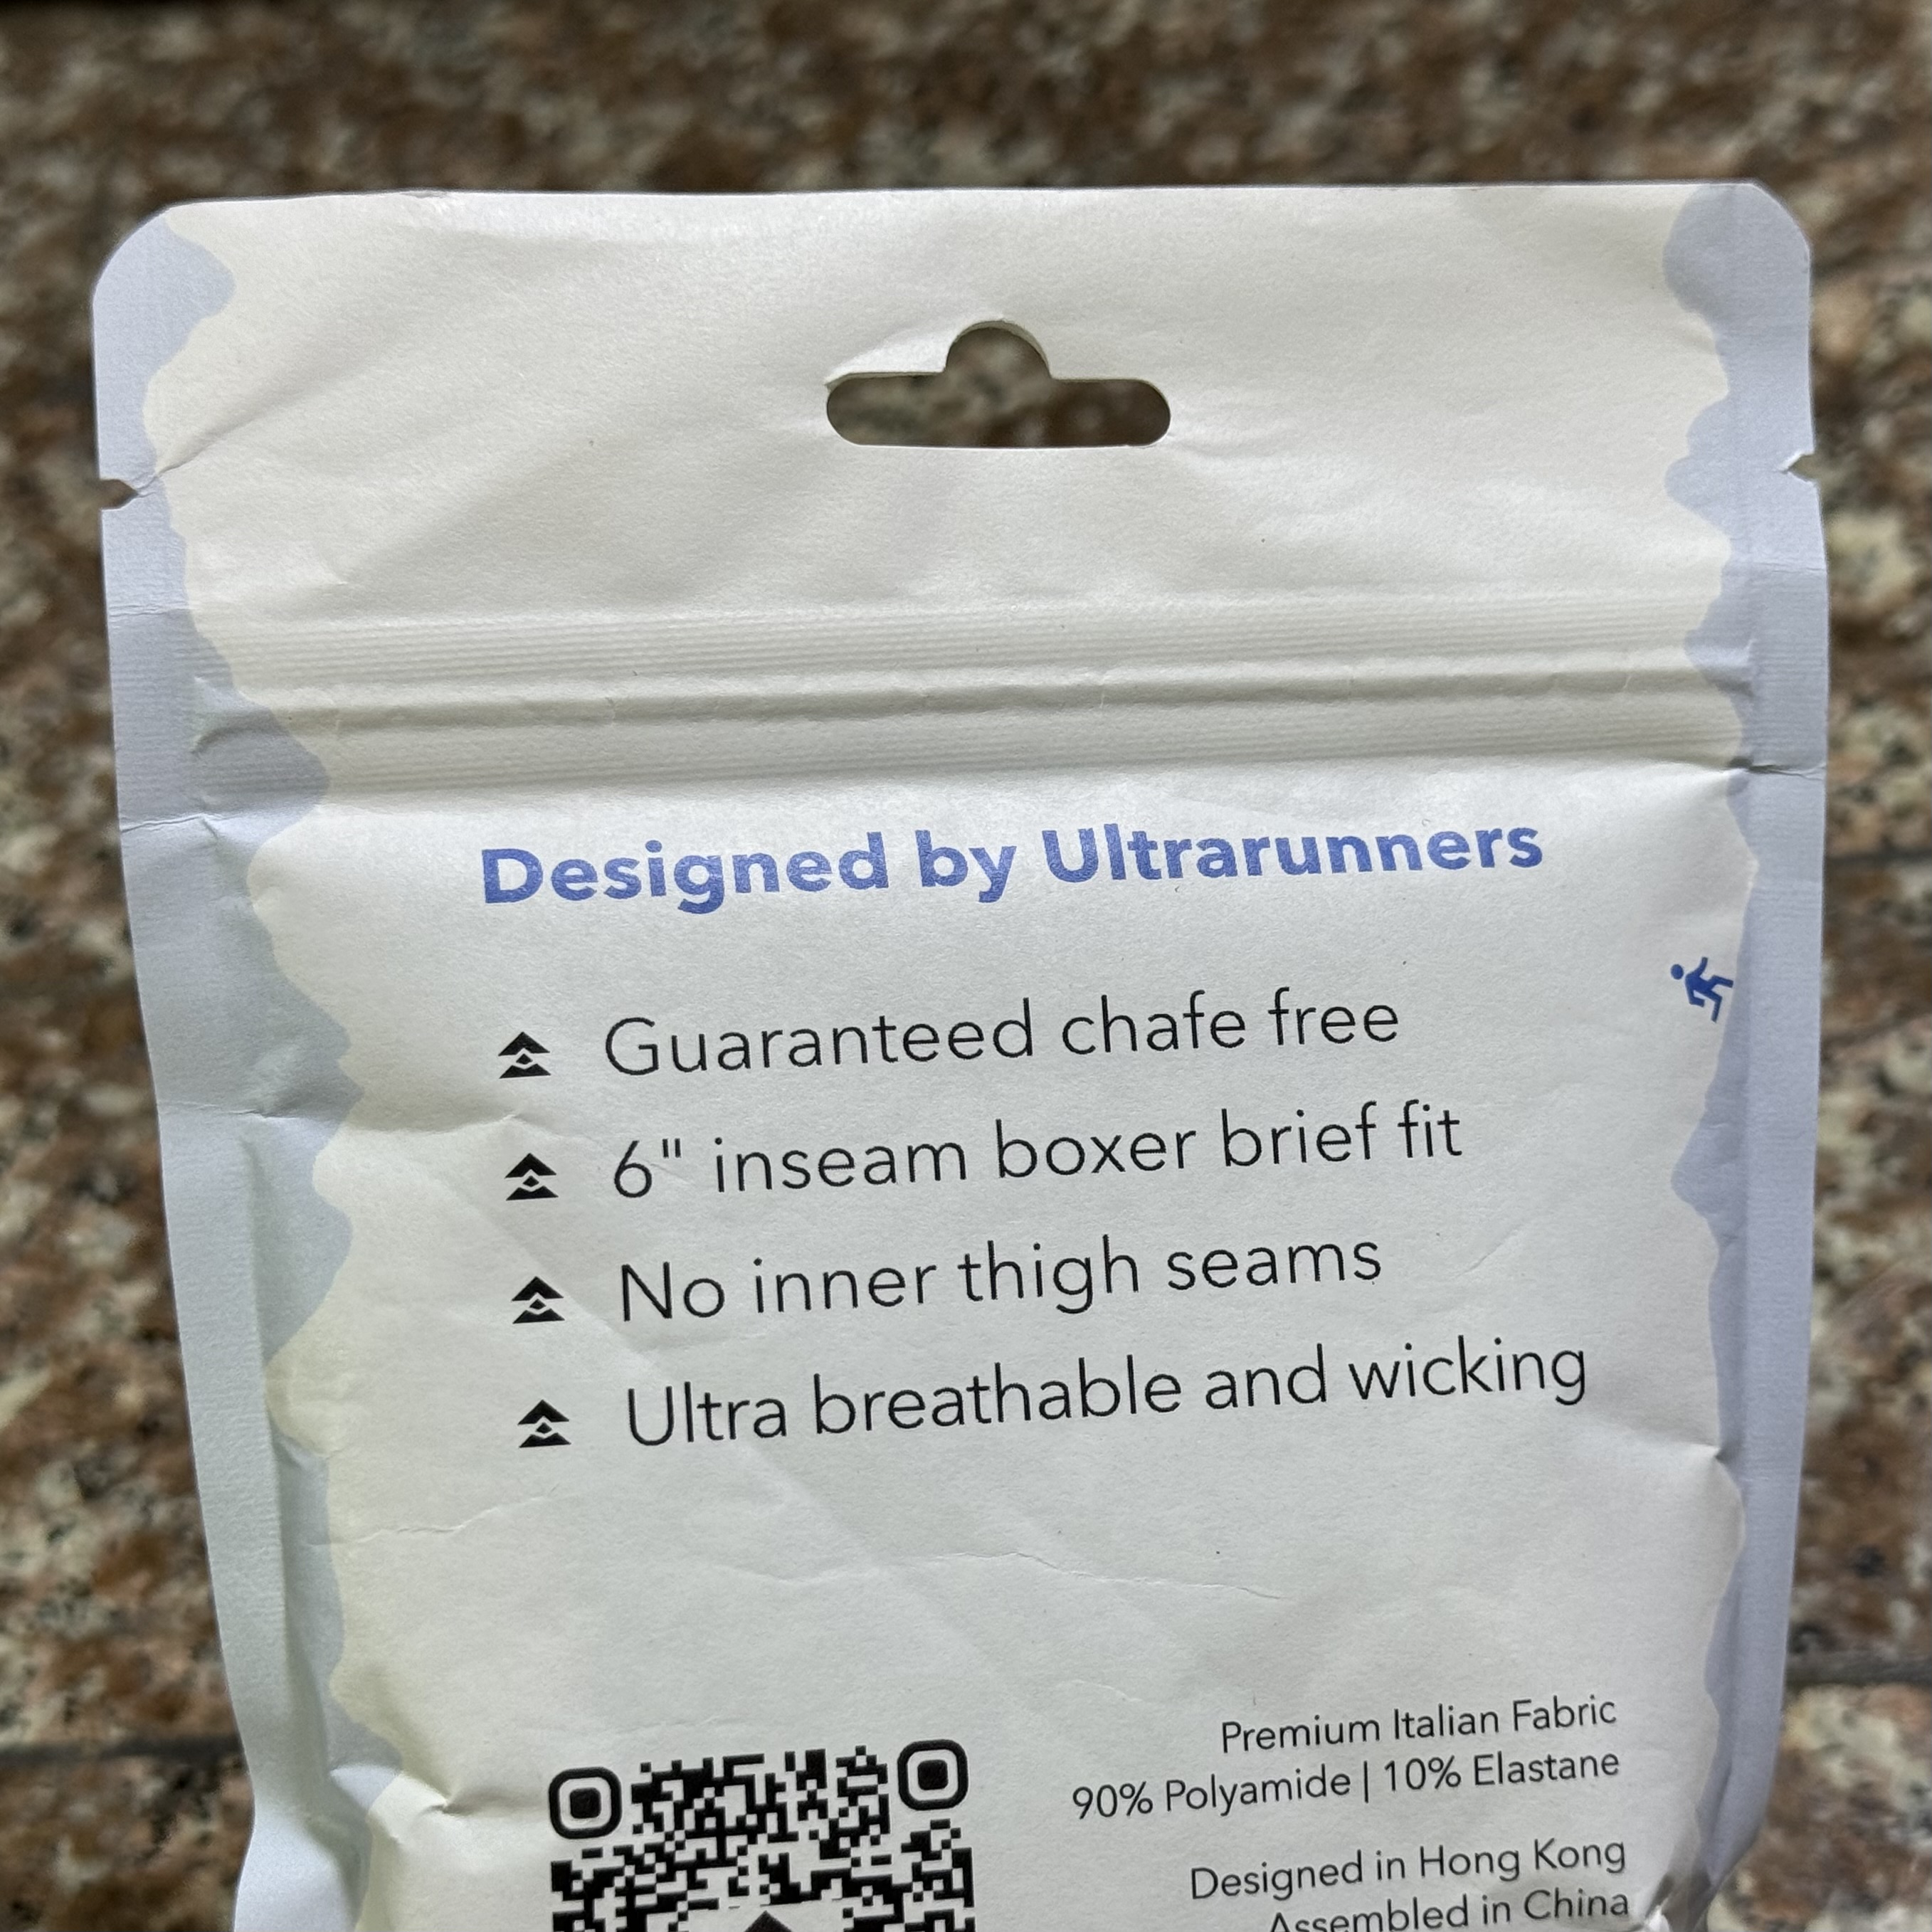 Designed by Ultrarunners
Guaranteed chafe free
6" inseam boxer brief fit
No inner thigh seams
Ultra breathable and wicking
Premium Italian Fabric
90% Polyamide | 10% Elastane
Designed in Hong Kong
Assembled in China